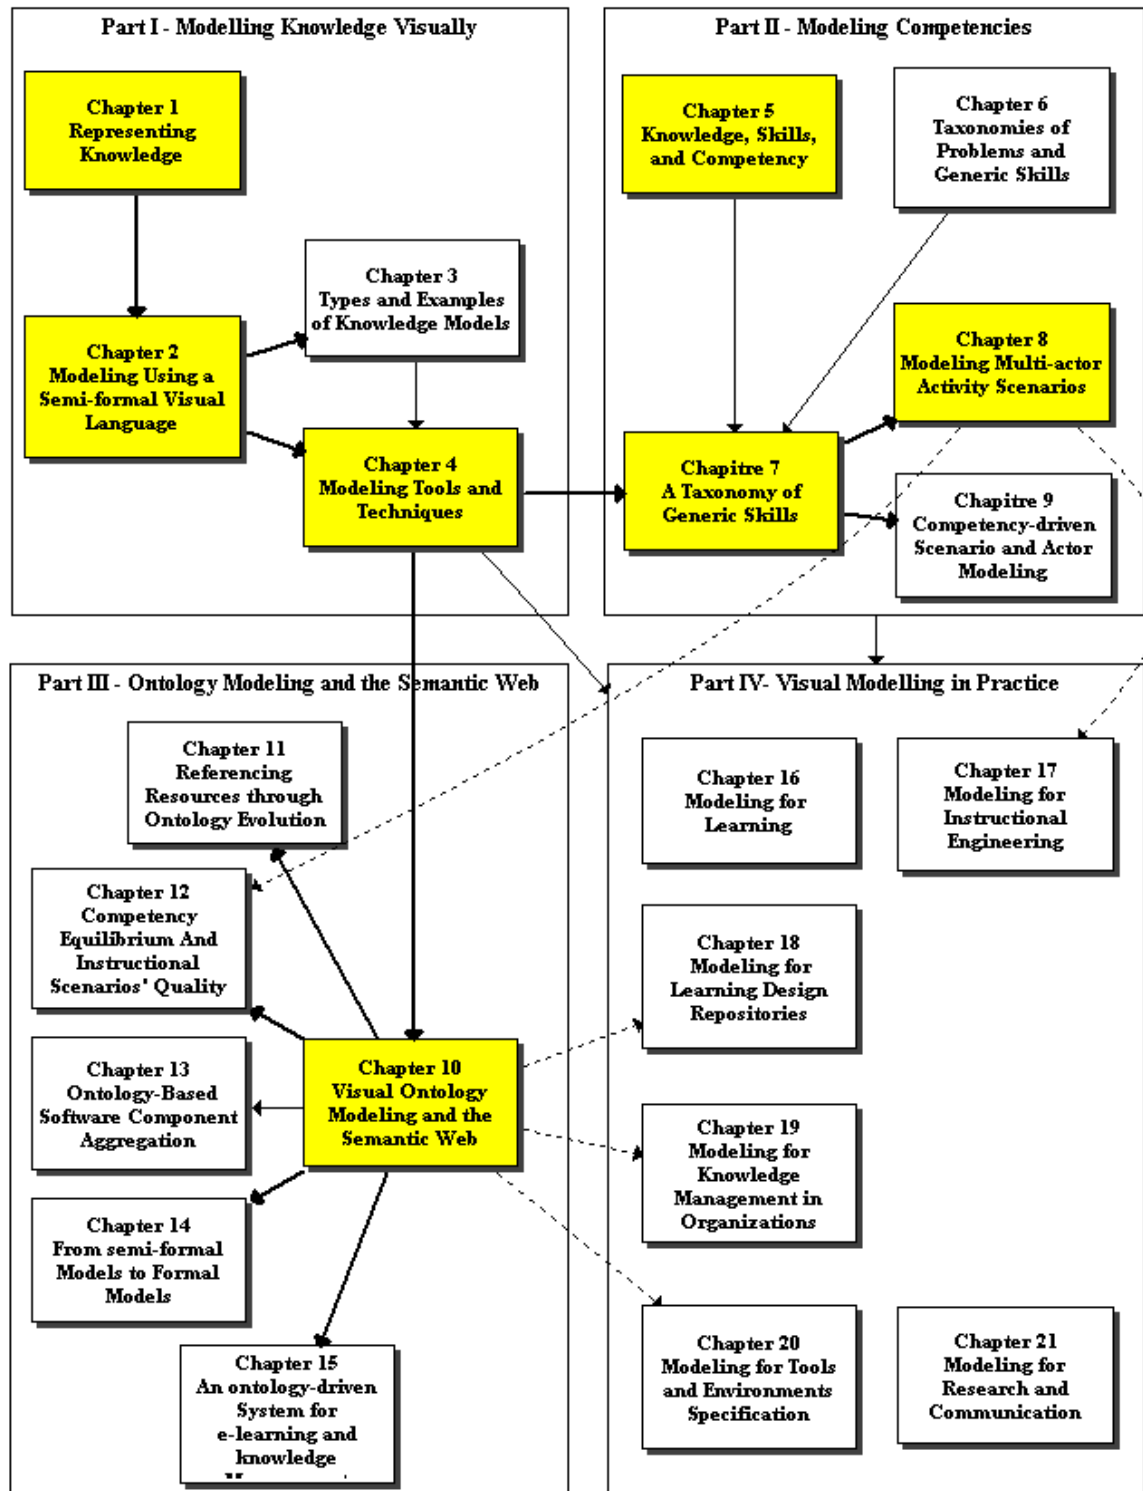 Part I - Modelling Knowledge Visually
Chapter 1
Representing
Knowledge
Chapter 2
Modeling Using a
Semi-formal Visual
Language
Chapter 3
Types and Examples
of Knowledge Models
Chapter 4
Modeling Tools and
Techniques
Part II - Modeling Competencies
Chapter 5
Knowledge, Skills,
and Competency
Chapter 6
Taxonomies of
Problems and
Generic Skills
Chapitre 7
A Taxonomy of
Generic Skills
Chapter 8
Modeling Multi-actor
Activity Scenarios
Chapitre 9
Competency-driven
Scenario and Actor
Modeling
Part III - Ontology Modeling and the Semantic Web
Chapter 11
Referencing
Resources through
Ontology Evolution
Chapter 12
Competency
Equilibrium And
Instructional
Scenarios' Quality
Chapter 13
Ontology-Based
Software Component
Aggregation
Chapter 10
Visual Ontology
Modeling and the
Semantic Web
Chapter 14
From semi-formal
Models to Formal
Models
Chapter 15
An ontology-driven
System for
e-learning and
knowledge
Part IV- Visual Modelling in Practice
Chapter 16
Modeling for
Learning
Chapter 17
Modeling for
Instructional
Engineering
Chapter 18
Modeling for
Learning Design
Repositories
Chapter 19
Modeling for
Knowledge
Management in
Organizations
Chapter 20
Modeling for Tools
and Environments
Specification
Chapter 21
Modeling for
Research and
Communication